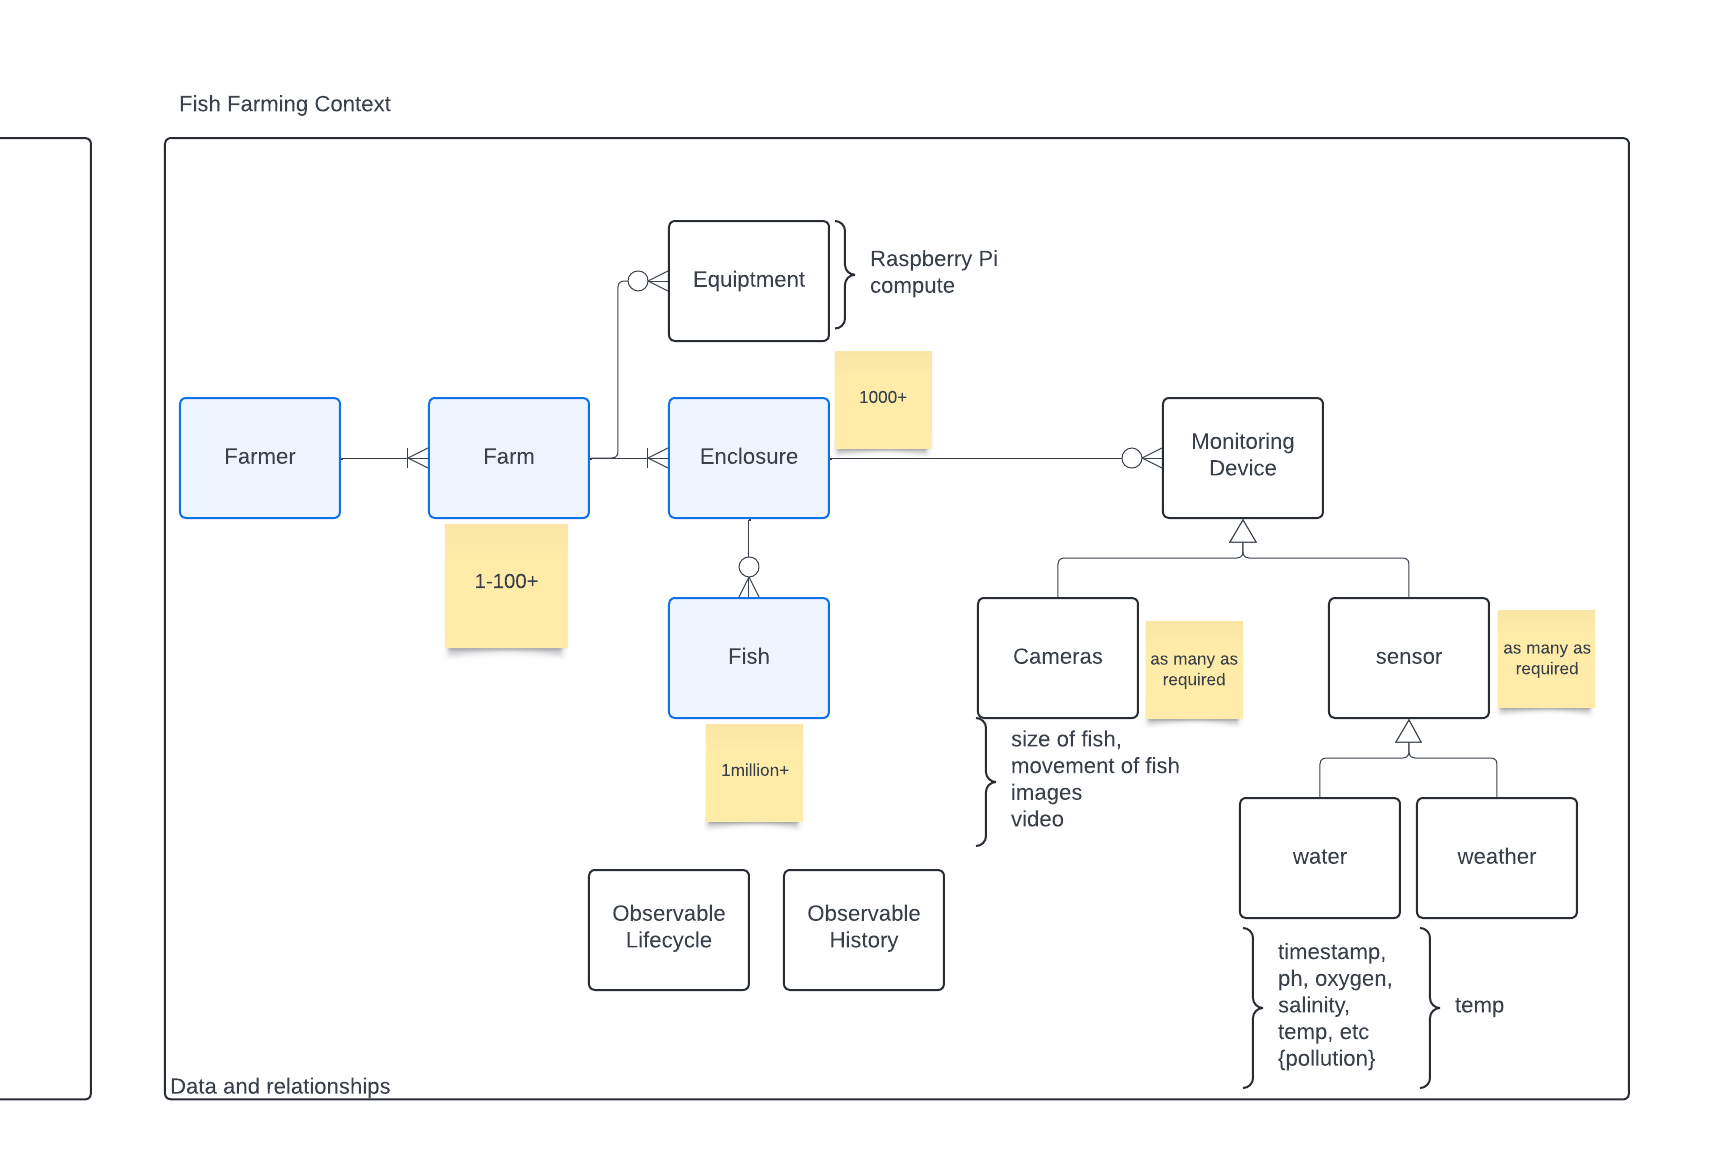 Fish Farming Context
Equiptment
Raspberry Pi
compute
1000+
Farmer
Farm
Enclosure
Monitoring
Device
1-100+
Fish
Cameras
as many as
required
sensor
as many as
required
1million+
size of fish,
movement of fish
images
video
water
weather
Observable
Lifecycle
Observable
History
timestamp,
ph, oxygen,
salinity,
temp, etc
{pollution}
temp
Data and relationships